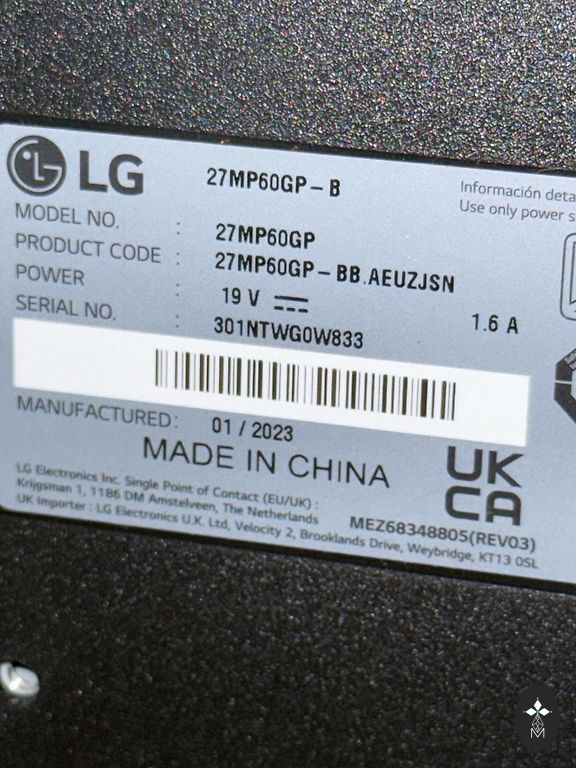 LG 27MP60GP-B
Información deta
Use only power s
MODEL NO. : 27MP60GP
PRODUCT CODE : 27MP60GP-BB.AEUZJSN
POWER : 19 V 1.6 A
SERIAL NO. : 301NTWG0W833
MANUFACTURED: 01/2023
MADE IN CHINA
UK
CA
LG Electronics Inc. Single Point of Contact (EU/UK) :
Krijgsman 1, 1186 DM Amstelveen, The Netherlands
UK Importer : LG Electronics U.K. Ltd, Velocity 2, Brooklands Drive, Weybridge, KT13 0SL
MEZ68348805(REV03)
M